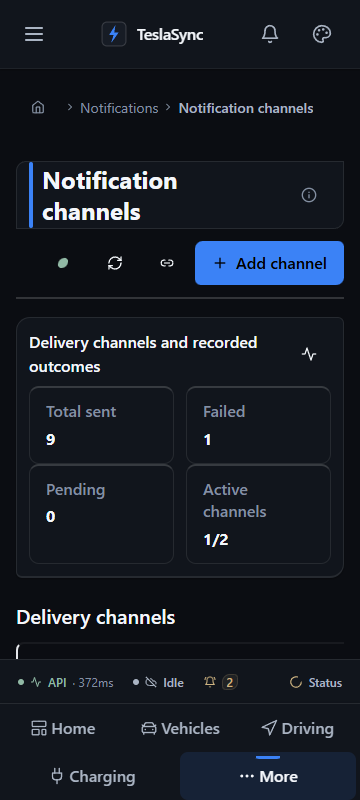 TeslaSync
Notifications
Notification channels
Notification
channels
Add channel
Delivery channels and recorded
outcomes
Total sent
9
Failed
1
Pending
0
Active
channels
1/2
Delivery channels
API · 372ms
Idle
2
Status
Home
Vehicles
Driving
Charging
More